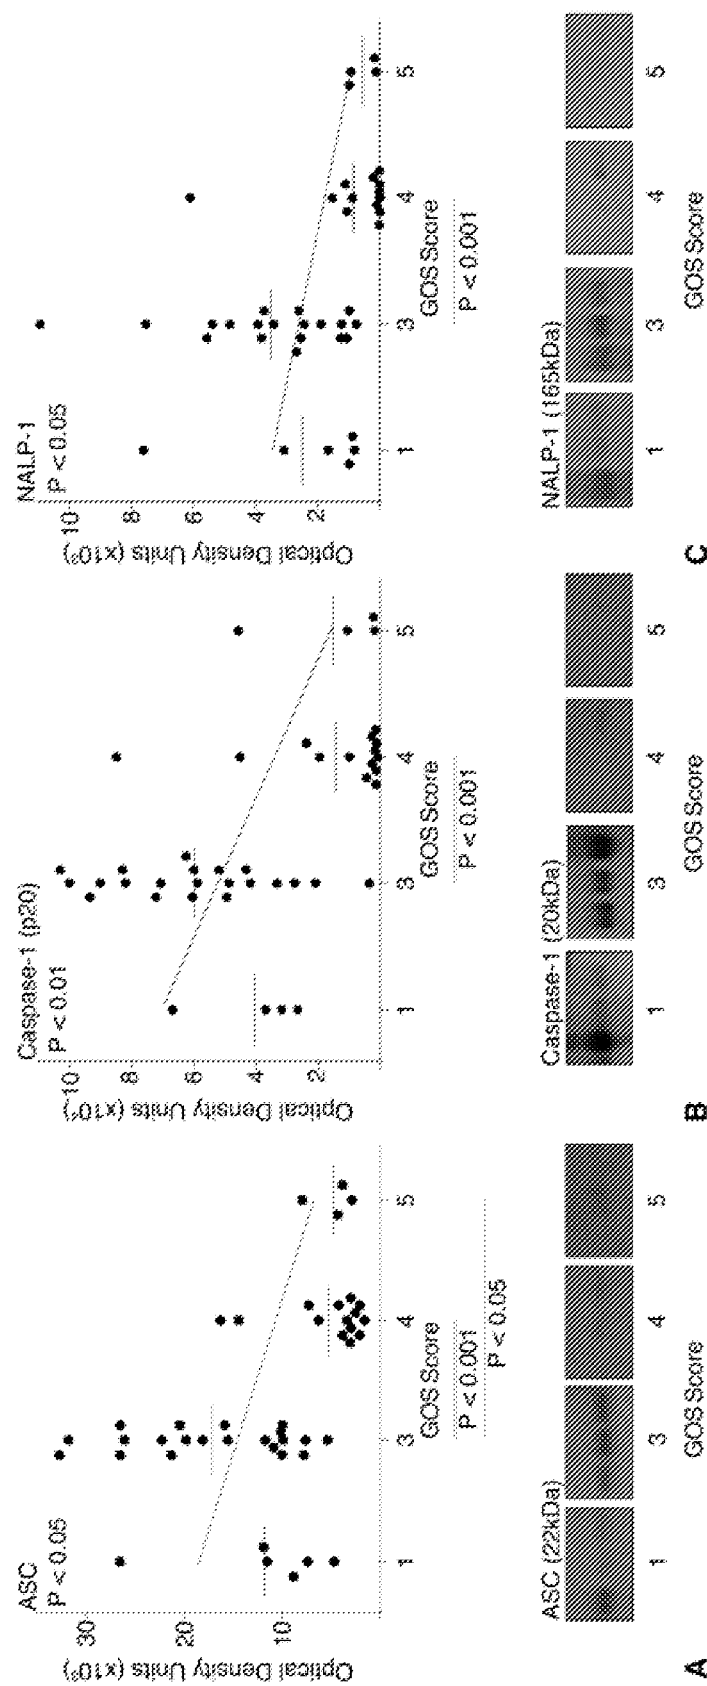 ASC
P < 0.05
Optical Density Units (x10³)
30
20
10
1
3
4
5
GOS Score
P < 0.001
P < 0.05
ASC (22kDa)
1
3
4
5
GOS Score
A
Caspase-1 (p20)
P < 0.01
Optical Density Units (x10³)
10
8
6
4
2
1
3
4
5
GOS Score
P < 0.001
Caspase-1 (20kDa)
1
3
4
5
GOS Score
B
NALP-1
P < 0.05
Optical Density Units (x10³)
10
8
6
4
2
1
3
4
5
GOS Score
P < 0.001
NALP-1 (165kDa)
1
3
4
5
GOS Score
C